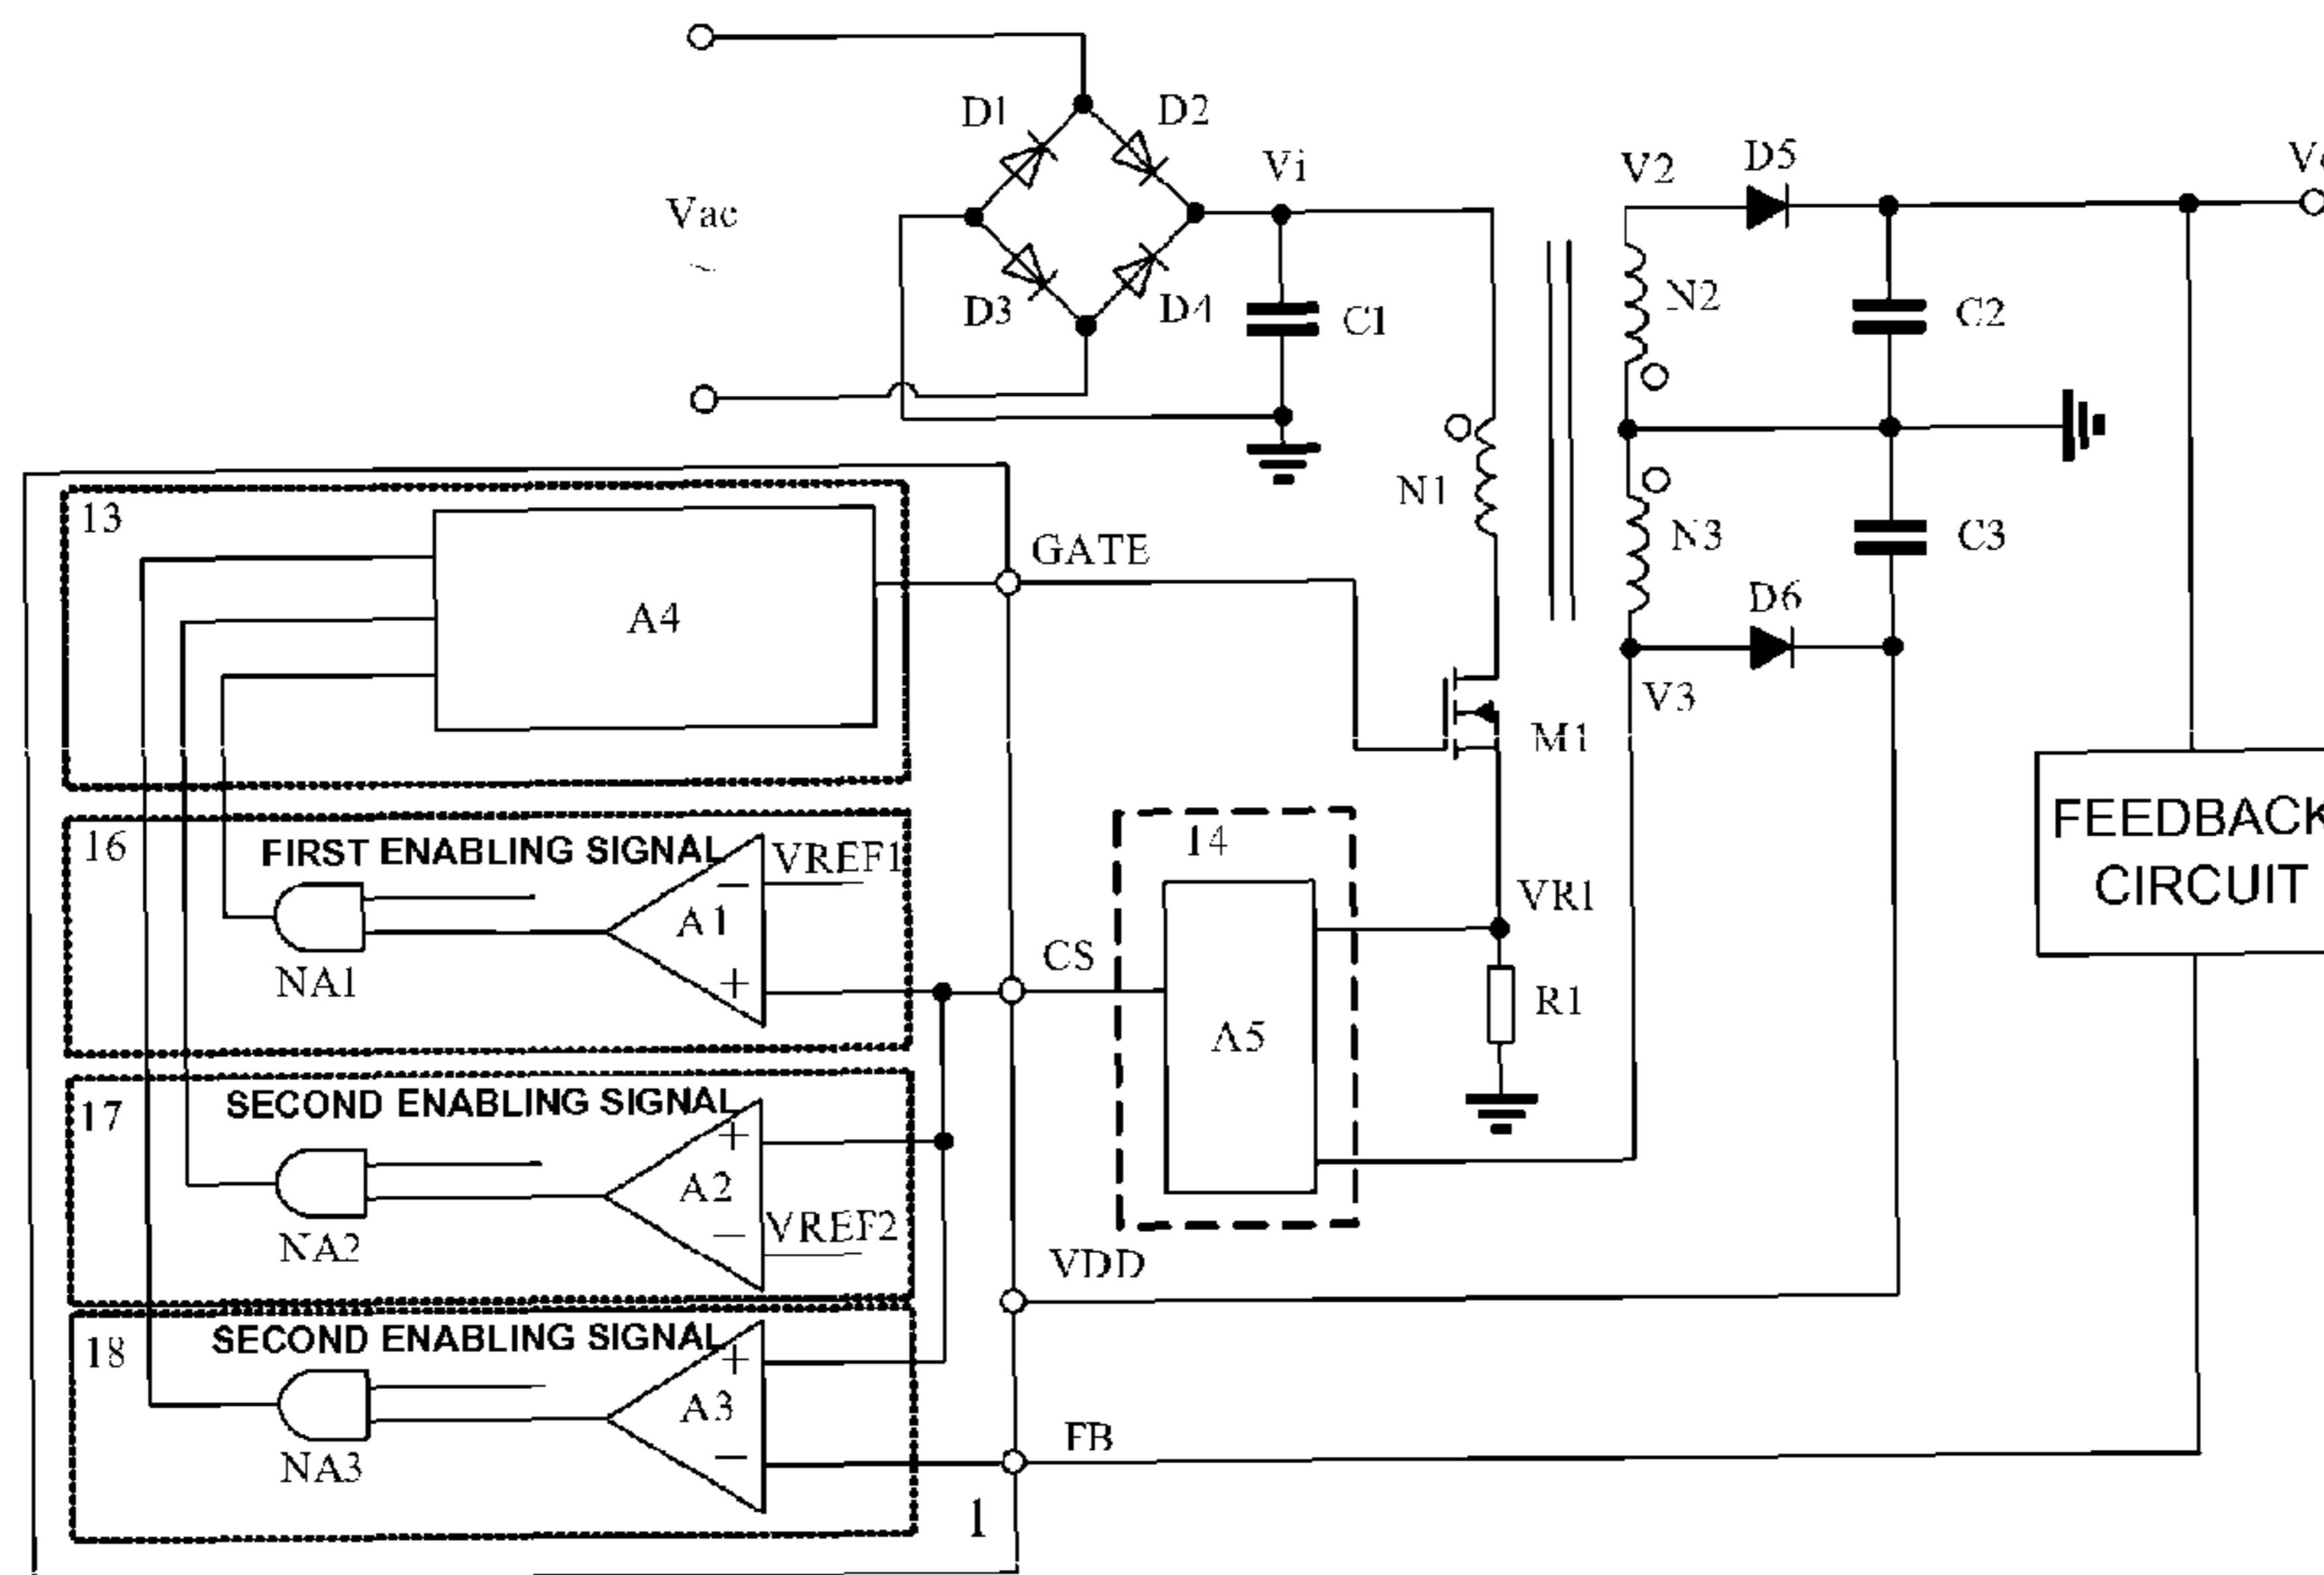 D1
D2
Vi
V2
D5
Vac
~
D3
D4
C1
N2
C2
13
N1
GATE
N3
C3
A4
D6
V3
M1
16
FIRST ENABLING SIGNAL
VREF1
14
FEEDBACK
CIRCUIT
−
A1
+
NA1
CS
VR1
R1
A5
17
SECOND ENABLING SIGNAL
+
A2
−
VREF2
NA2
VDD
18
SECOND ENABLING SIGNAL
+
A3
−
NA3
FB
1